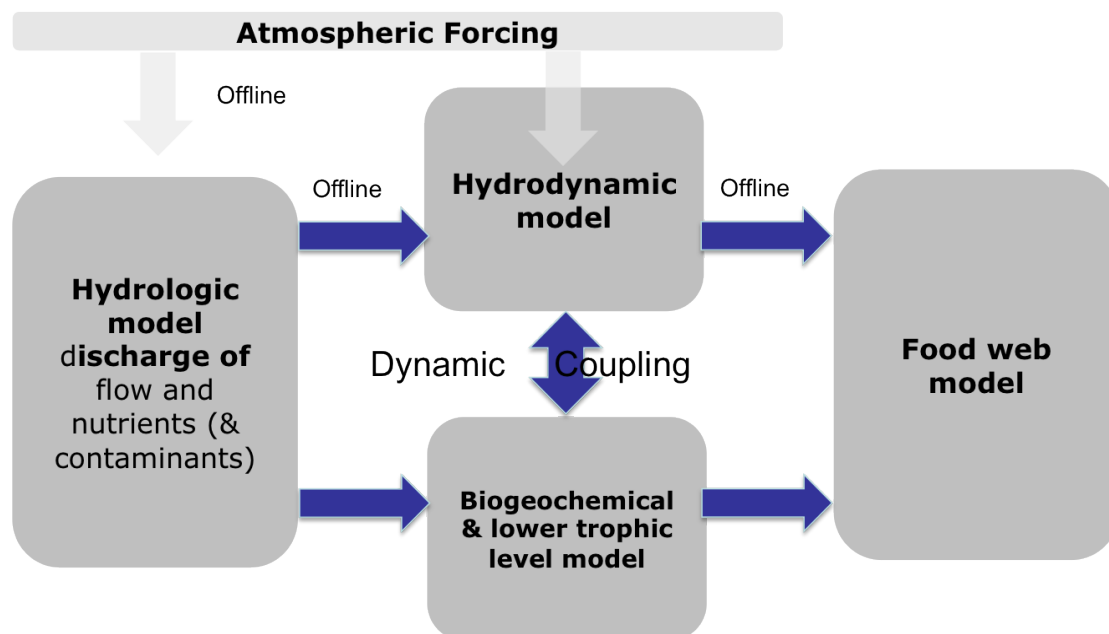 Atmospheric Forcing
Offline
Offline
Hydrodynamic
model
Offline
Hydrologic
model
discharge of
flow and
nutrients (&
contaminants)
Dynamic Coupling
Food web
model
Biogeochemical
& lower trophic
level model